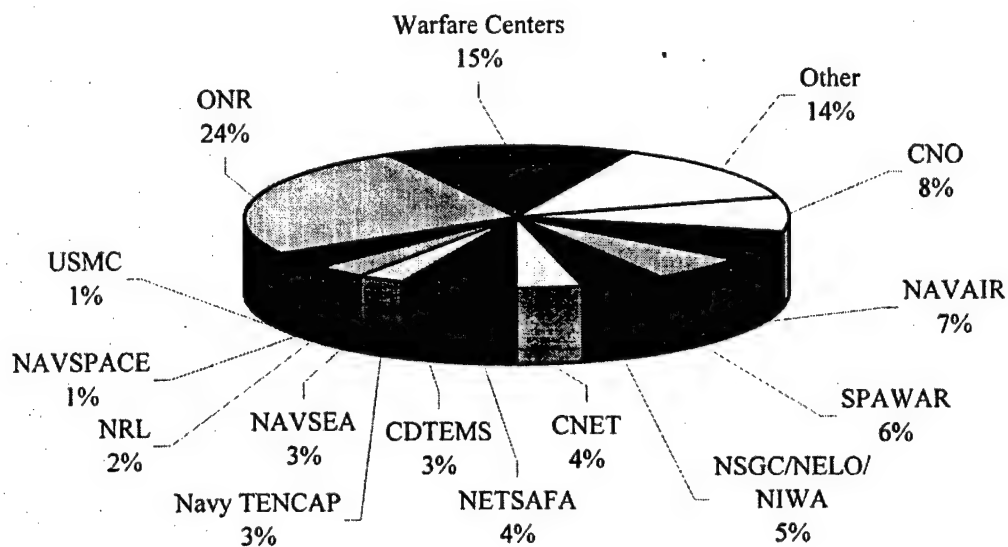 Warfare Centers
15%
Other
14%
ONR
24%
CNO
8%
USMC
1%
NAVAIR
7%
NAVSPACE
1%
SPAWAR
6%
NRL
2%
NAVSEA
3%
CDTEMS
3%
CNET
4%
NSGC/NELO/
NIWA
5%
Navy TENCAP
3%
NETSAFA
4%